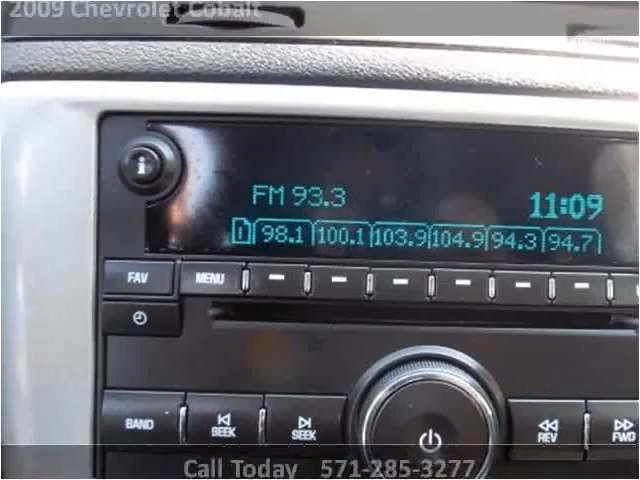 2009 Chevrolet Cobalt
i
FM 93.3
11:09
1 98.1 100.1 103.9 104.9 94.3 94.7
FAV MENU
BAND SEEK SEEK REV FWD
Call Today 571-285-3277